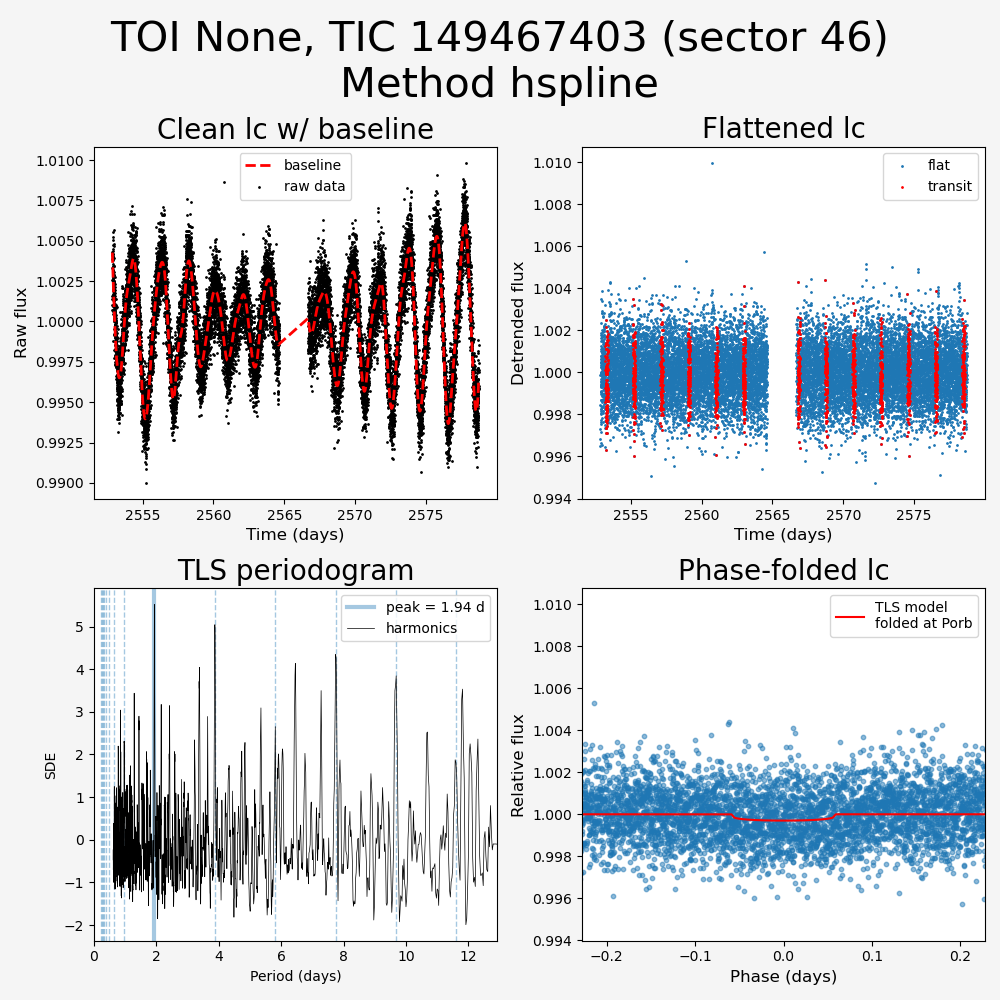 TOI None, TIC 149467403 (sector 46)
Method hspline
Clean lc w/ baseline
Flattened lc
1.0100
1.0075
1.0050
1.0025
1.0000
0.9975
0.9950
0.9925
0.9900
Raw flux
baseline
raw data
2555
2560
2565
2570
2575
Time (days)
1.010
1.008
1.006
1.004
1.002
1.000
0.998
0.996
0.994
Detrended flux
flat
transit
2555
2560
2565
2570
2575
Time (days)
TLS periodogram
Phase-folded lc
5
4
3
2
1
0
−1
−2
SDE
peak = 1.94 d
harmonics
0
2
4
6
8
10
12
Period (days)
1.010
1.008
1.006
1.004
1.002
1.000
0.998
0.996
0.994
Relative flux
TLS model
folded at Porb
−0.2
−0.1
0.0
0.1
0.2
Phase (days)